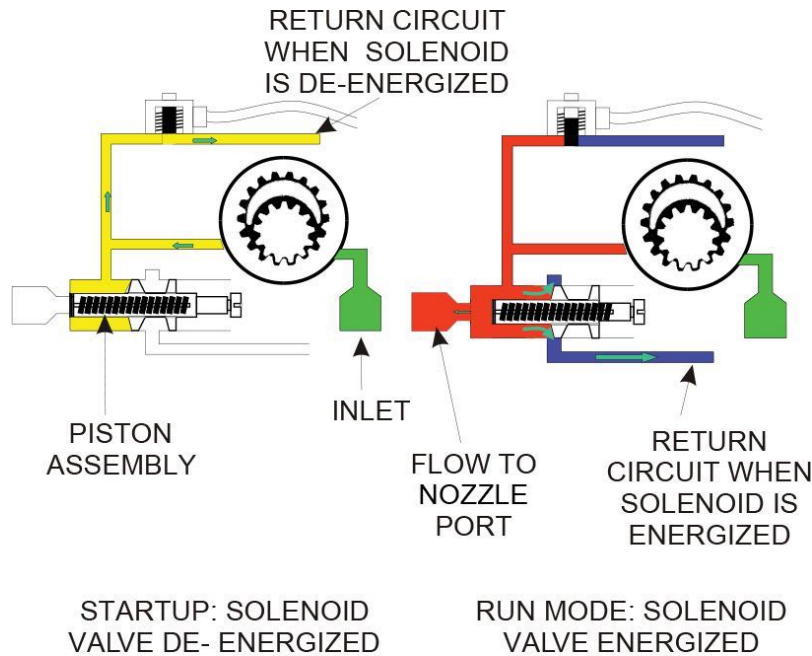 RETURN CIRCUIT
WHEN SOLENOID
IS DE-ENERGIZED
PISTON
ASSEMBLY
INLET
FLOW TO
NOZZLE
PORT
RETURN
CIRCUIT WHEN
SOLENOID IS
ENERGIZED
STARTUP: SOLENOID
VALVE DE- ENERGIZED
RUN MODE: SOLENOID
VALVE ENERGIZED